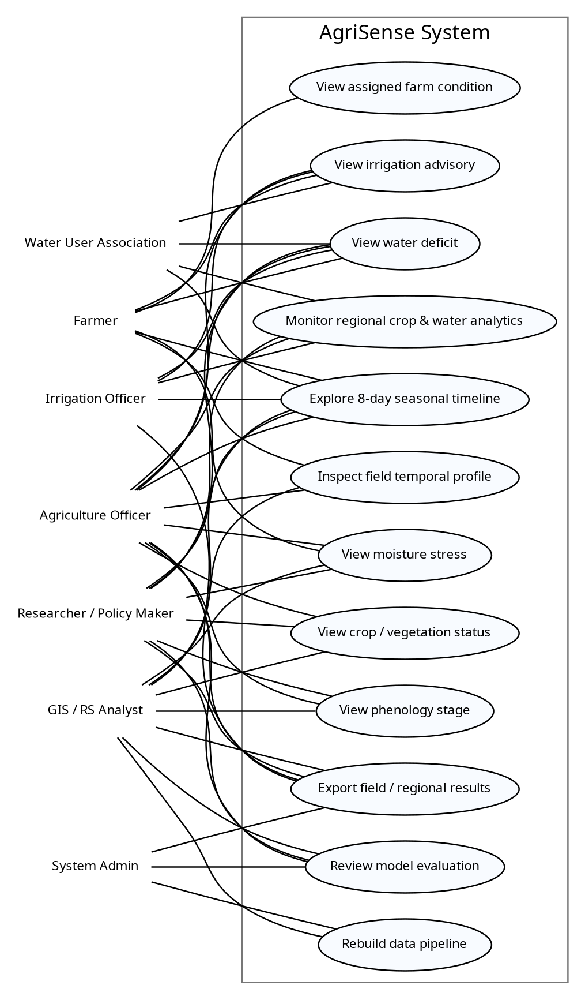 AgriSense System
View assigned farm condition
View irrigation advisory
Water User Association
View water deficit
Farmer
Monitor regional crop & water analytics
Irrigation Officer
Explore 8-day seasonal timeline
Inspect field temporal profile
Agriculture Officer
View moisture stress
Researcher / Policy Maker
View crop / vegetation status
GIS / RS Analyst
View phenology stage
Export field / regional results
System Admin
Review model evaluation
Rebuild data pipeline